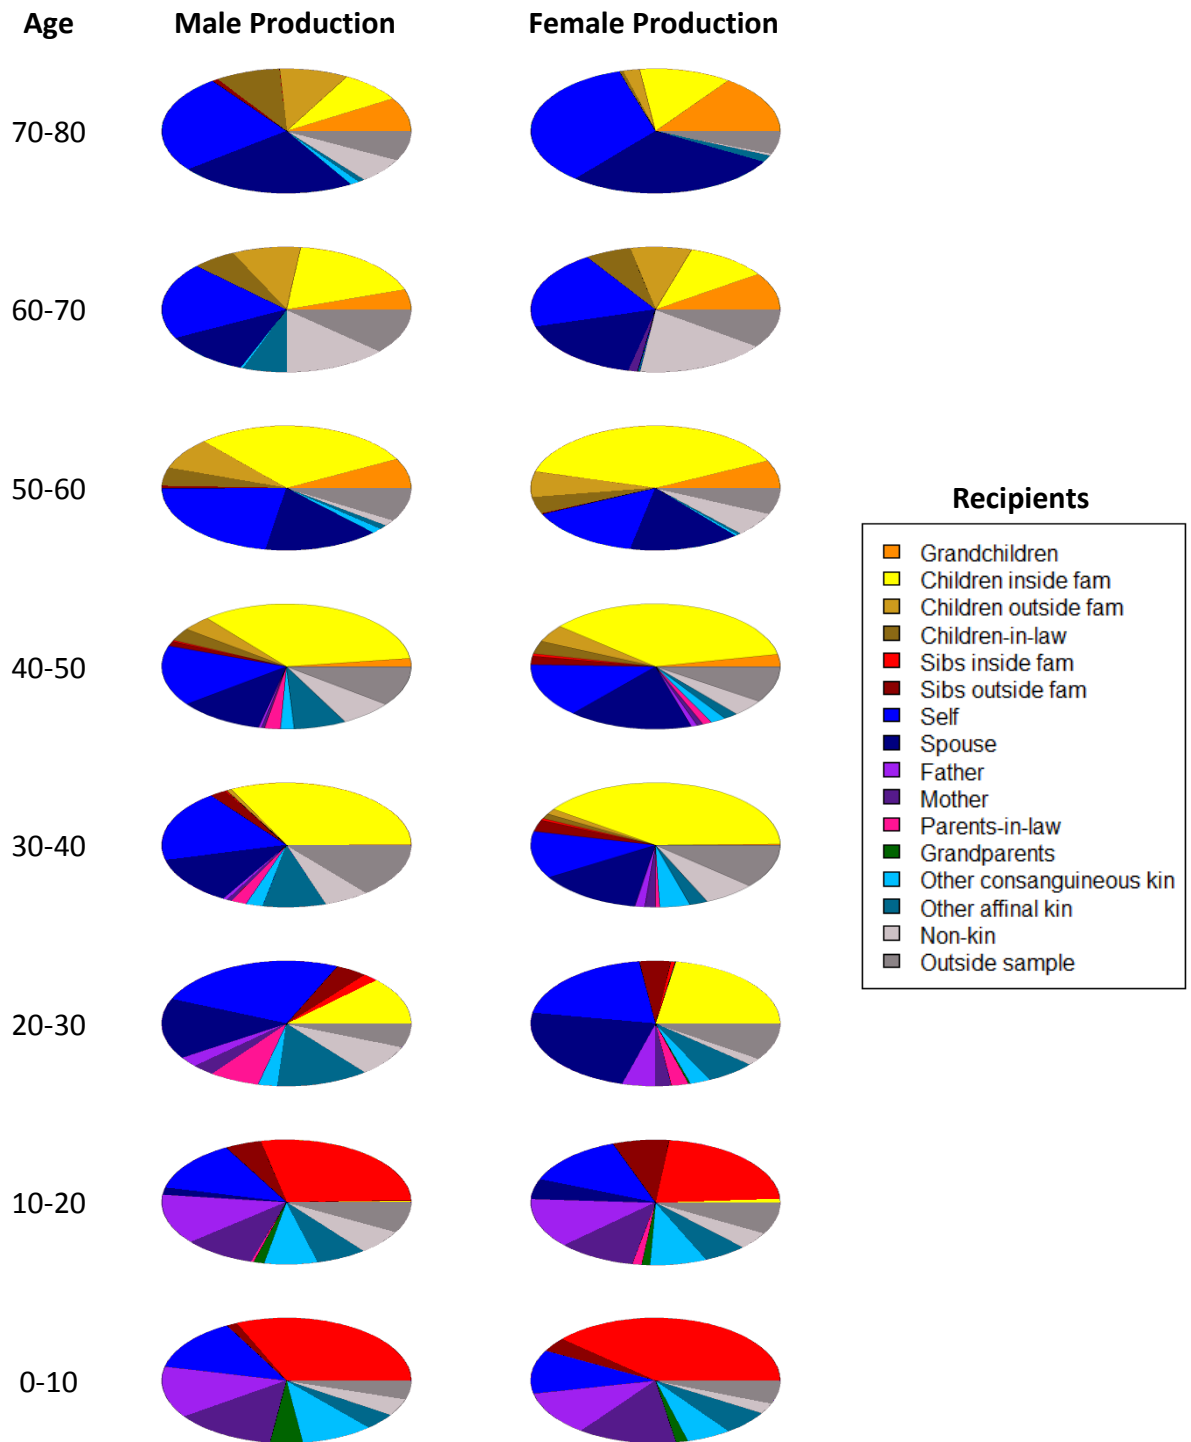 Age Male Production Female Production
70-80
60-70
50-60
40-50
30-40
20-30
10-20
0-10
Recipients
Grandchildren
Children inside fam
Children outside fam
Children-in-law
Sibs inside fam
Sibs outside fam
Self
Spouse
Father
Mother
Parents-in-law
Grandparents
Other consanguineous kin
Other affinal kin
Non-kin
Outside sample